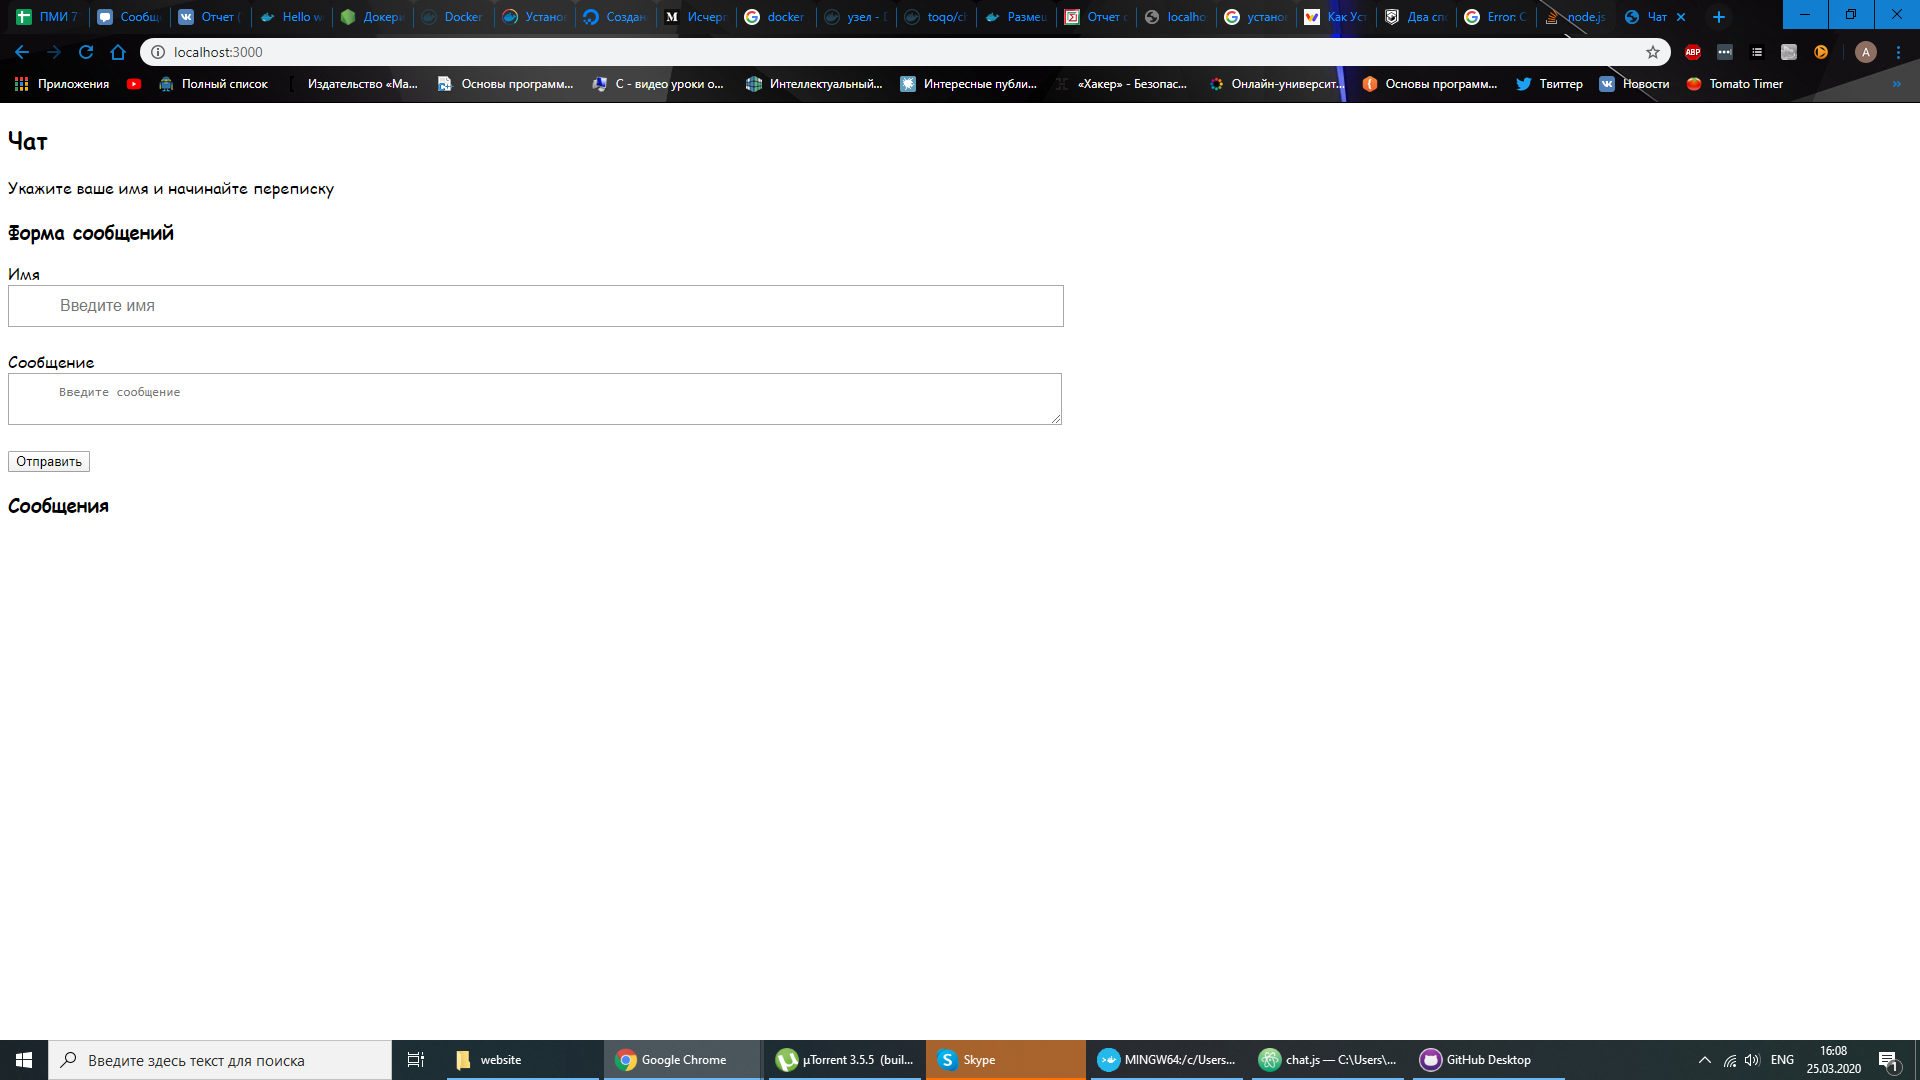 ПМИ 7 Сообщ Отчет ( Hello w Докери Docker Устано Создан Исчерп docker узел - D toqo/cl Размещ Отчет с localho устано Как Уст Два спо Error: C node.js Чат
localhost:3000
Приложения Полный список Издательство «Ма... Основы программ... C - видео уроки о... Интеллектуальный... Интересные публи... «Хакер» - Безопас... Онлайн-университ... Основы программ... Твиттер Новости Tomato Timer »
Чат
Укажите ваше имя и начинайте переписку
Форма сообщений
Имя
Введите имя
Сообщение
Введите сообщение
Отправить
Сообщения
Введите здесь текст для поиска website Google Chrome µTorrent 3.5.5 (buil... Skype MINGW64:/c/Users... chat.js — C:\Users\... GitHub Desktop ENG 16:08
25.03.2020 1